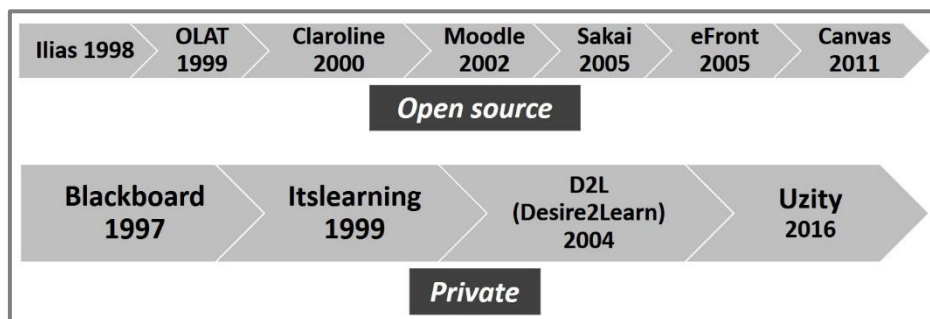 Ilias 1998
OLAT
1999
Claroline
2000
Moodle
2002
Sakai
2005
eFront
2005
Canvas
2011
Open source
Blackboard
1997
Itslearning
1999
D2L
(Desire2Learn)
2004
Uzity
2016
Private